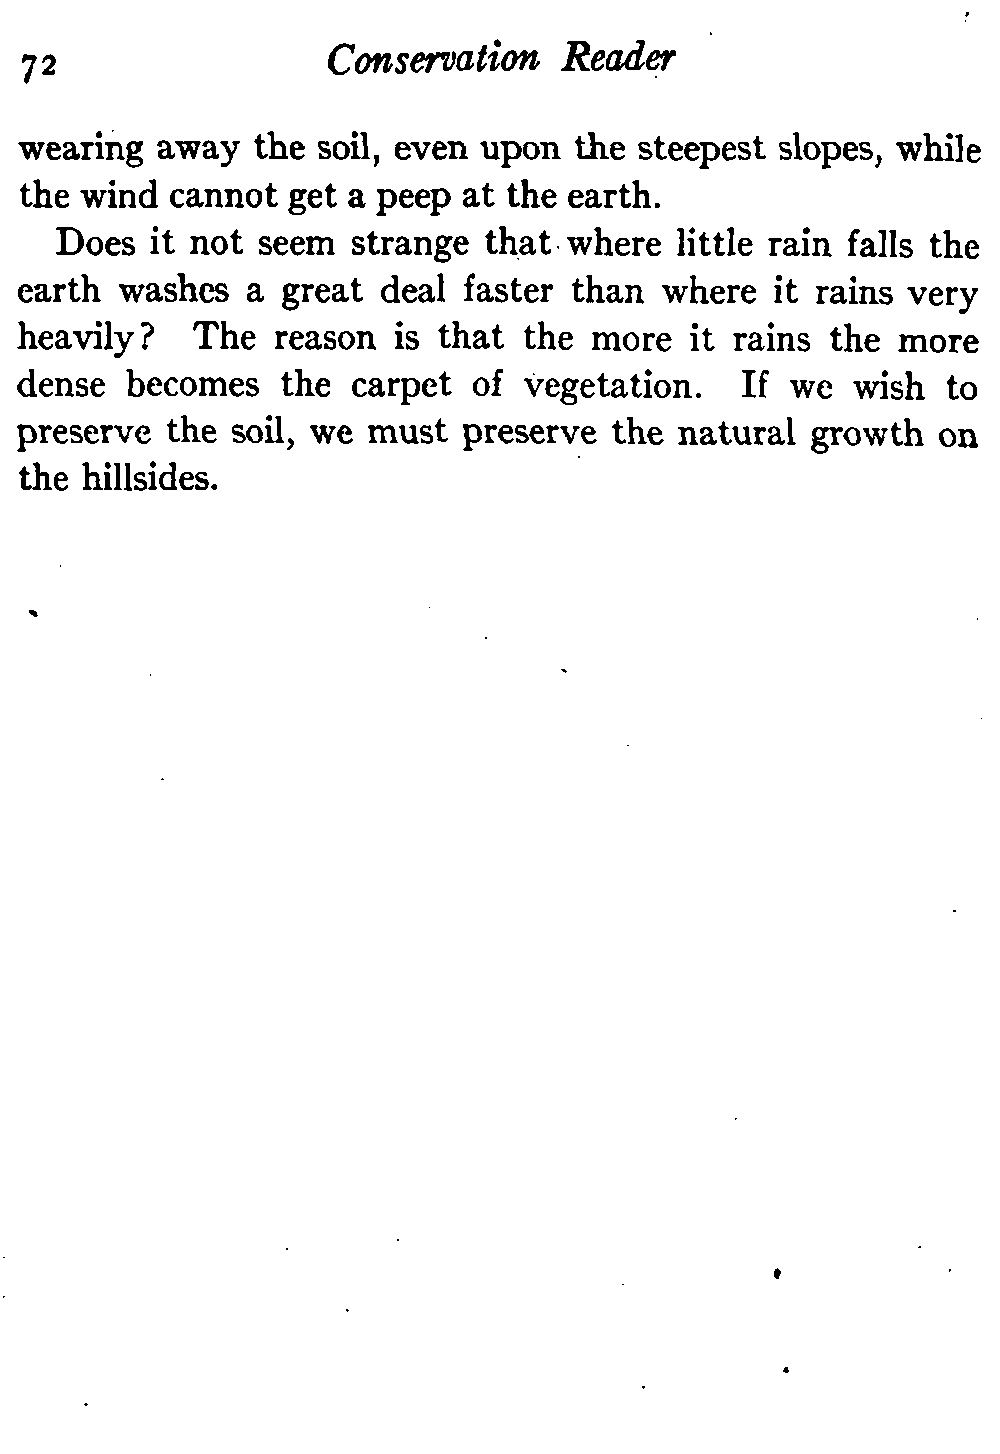 72 Conservation Reader
wearing away the soil, even upon the steepest slopes, while
the wind cannot get a peep at the earth.
Does it not seem strange that where little rain falls the
earth washes a great deal faster than where it rains very
heavily? The reason is that the more it rains the more
dense becomes the carpet of vegetation. If we wish to
preserve the soil, we must preserve the natural growth on
the hillsides.